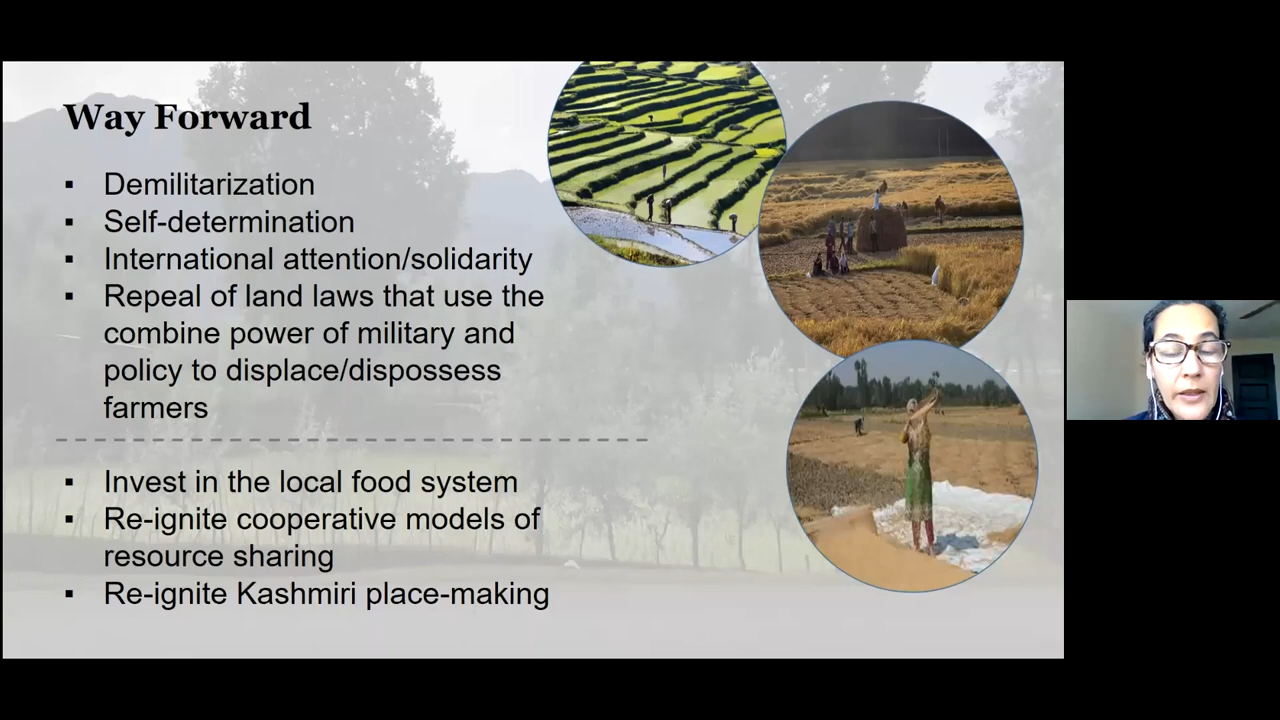 Way Forward
▪ Demilitarization
▪ Self-determination
▪ International attention/solidarity
▪ Repeal of land laws that use the
combine power of military and
policy to displace/dispossess
farmers
▪ Invest in the local food system
▪ Re-ignite cooperative models of
resource sharing
▪ Re-ignite Kashmiri place-making